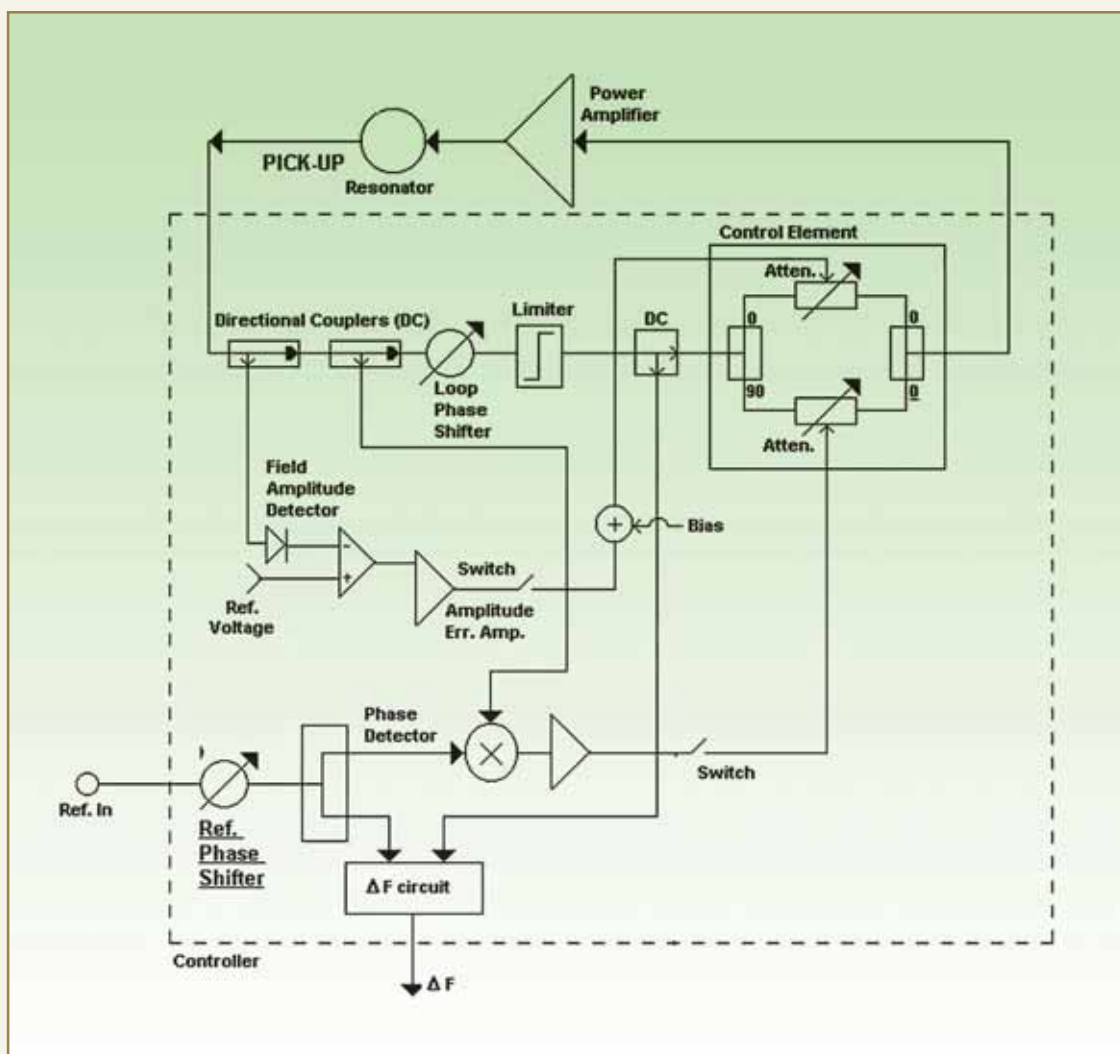 Power
Amplifier
PICK-UP
Resonator
Control Element
Atten.
Directional Couplers (DC)
Limiter
DC
0
0
Loop
Phase
Shifter
90
0
Atten.
Field
Amplitude
Detector
-
+
+
Bias
Switch
Ref.
Voltage
Amplitude
Err. Amp.
Phase
Detector
Switch
Ref. In
Ref.
Phase
Shifter
Δ F circuit
Controller
Δ F